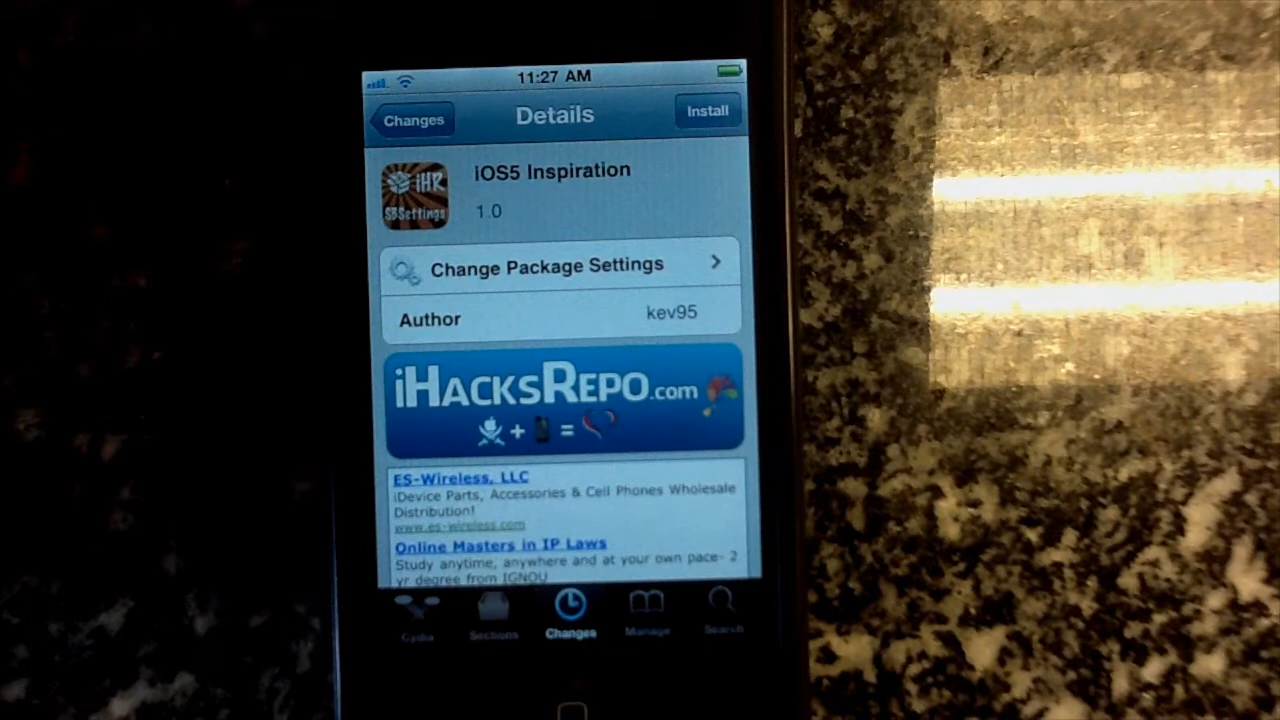 11:27 AM
Changes
Details
Install
iHR
SBSettings
iOS5 Inspiration
1.0
Change Package Settings
Author
kev95
iHACKSREPO.com
+ =
ES-Wireless, LLC
iDevice Parts, Accessories & Cell Phones Wholesale
Distribution!
www.es-wireless.com
Online Masters in IP Laws
Study anytime, anywhere and at your own pace- 2
yr degree from IGNOU
Cydia
Sections
Changes
Manage
Search